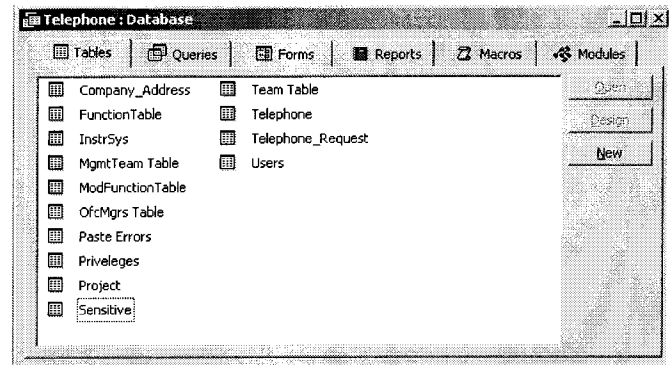 Telephone : Database
Tables Queries Forms Reports Macros Modules
Company_Address
FunctionTable
InstrSys
MgmtTeam Table
ModFunctionTable
OfcMgrs Table
Paste Errors
Priveleges
Project
Sensitive
Team Table
Telephone
Telephone_Request
Users
Open
Design
New